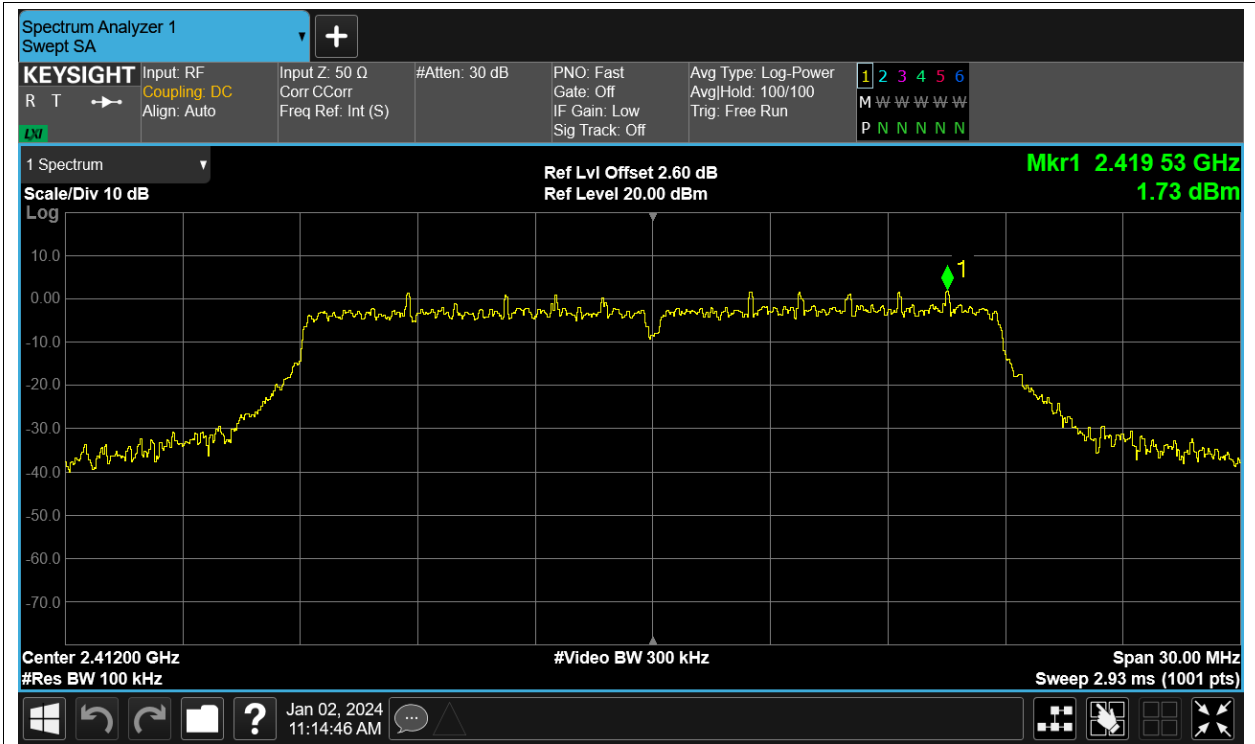 Spectrum Analyzer 1
Swept SA
KEYSIGHT
R T
LXI
Input: RF
Coupling: DC
Align: Auto
Input Z: 50 Ω
Corr CCorr
Freq Ref: Int (S)
#Atten: 30 dB
PNO: Fast
Gate: Off
IF Gain: Low
Sig Track: Off
Avg Type: Log-Power
Avg|Hold: 100/100
Trig: Free Run
1 2 3 4 5 6
M W W W W W
P N N N N N
1 Spectrum
Scale/Div 10 dB
Ref Lvl Offset 2.60 dB
Ref Level 20.00 dBm
Mkr1 2.419 53 GHz
1.73 dBm
Log
10.0
0.00
-10.0
-20.0
-30.0
-40.0
-50.0
-60.0
-70.0
1
Center 2.41200 GHz
#Res BW 100 kHz
#Video BW 300 kHz
Span 30.00 MHz
Sweep 2.93 ms (1001 pts)
?
Jan 02, 2024
11:14:46 AM